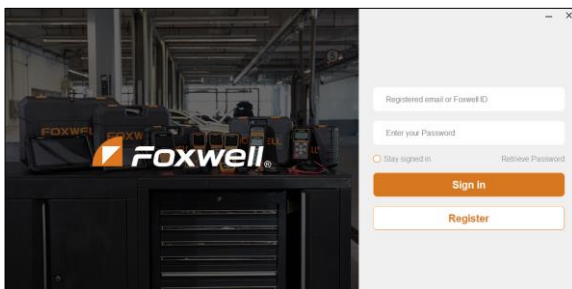 Registered email or Foxwell ID
Enter your Password
FOXWELL
FOXWELL®
Stay signed in
Retrieve Password
Sign in
Register